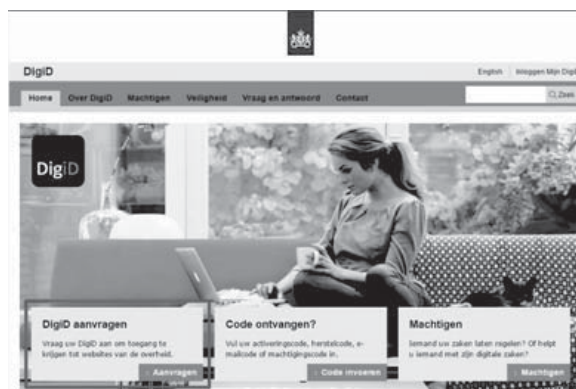 DigiD
English
Inloggen Mijn DigiD
Home
Over DigiD
Machtigen
Veiligheid
Vraag en antwoord
Contact
Zoek
DigiD
DigiD aanvragen
Vraag uw DigiD aan om toegang te
krijgen tot websites van de overheid.
Aanvragen
Code ontvangen?
Vul uw activeringscode, herstelcode, e-
mailcode of machtigingscode in.
Code invoeren
Machtigen
Iemand uw zaken laten regelen? Of helpt
u iemand met zijn digitale zaken?
Machtigen